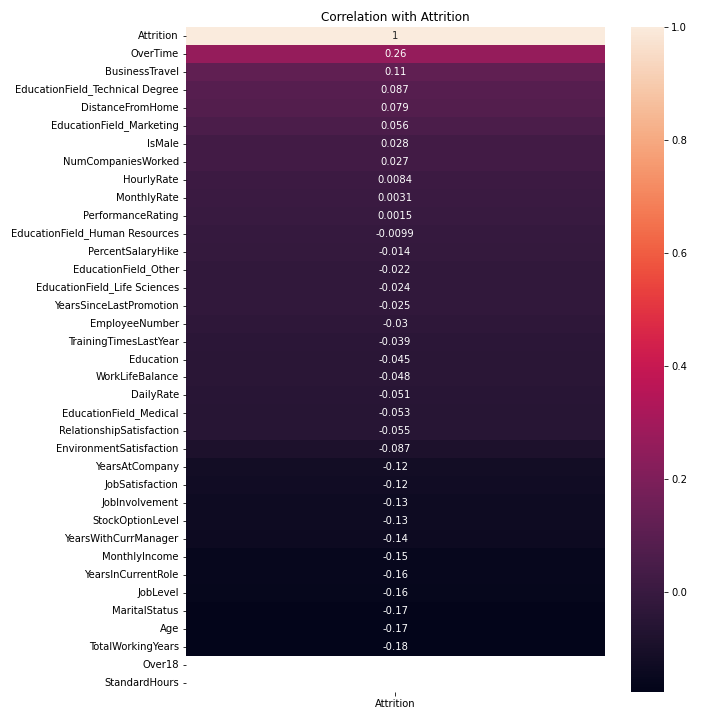 Correlation with Attrition
Attrition 1
OverTime 0.26
BusinessTravel 0.11
EducationField_Technical Degree 0.087
DistanceFromHome 0.079
EducationField_Marketing 0.056
IsMale 0.028
NumCompaniesWorked 0.027
HourlyRate 0.0084
MonthlyRate 0.0031
PerformanceRating 0.0015
EducationField_Human Resources -0.0099
PercentSalaryHike -0.014
EducationField_Other -0.022
EducationField_Life Sciences -0.024
YearsSinceLastPromotion -0.025
EmployeeNumber -0.03
TrainingTimesLastYear -0.039
Education -0.045
WorkLifeBalance -0.048
DailyRate -0.051
EducationField_Medical -0.053
RelationshipSatisfaction -0.055
EnvironmentSatisfaction -0.087
YearsAtCompany -0.12
JobSatisfaction -0.12
JobInvolvement -0.13
StockOptionLevel -0.13
YearsWithCurrManager -0.14
MonthlyIncome -0.15
YearsInCurrentRole -0.16
JobLevel -0.16
MaritalStatus -0.17
Age -0.17
TotalWorkingYears -0.18
Over18
StandardHours
Attrition
1.0
0.8
0.6
0.4
0.2
0.0